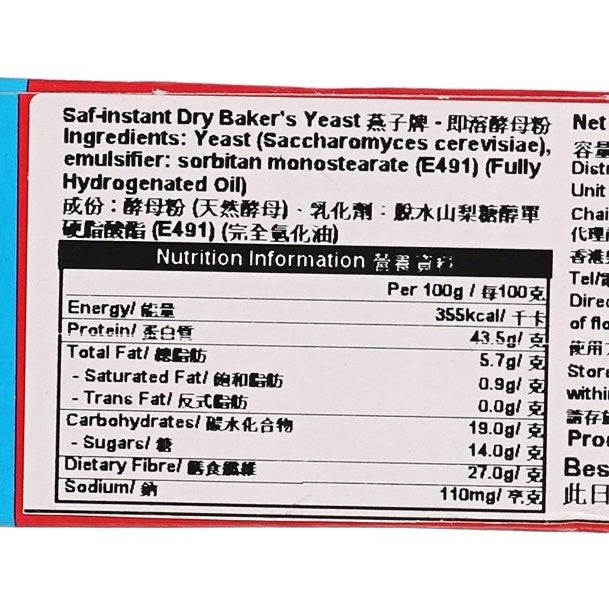 Saf-instant Dry Baker's Yeast 燕子牌 - 即溶酵母粉
Ingredients: Yeast (Saccharomyces cerevisiae),
emulsifier: sorbitan monostearate (E491) (Fully
Hydrogenated Oil)
成份：酵母粉 (天然酵母)、乳化劑：脫水山梨糖醇單
硬脂酸酯 (E491) (完全氫化油)
Nutrition Information 營養資料
Per 100g / 每100克
Energy/ 能量 355kcal/ 千卡
Protein/ 蛋白質 43.5g/ 克
Total Fat/ 總脂肪 5.7g/ 克
- Saturated Fat/ 飽和脂肪 0.9g/ 克
- Trans Fat/ 反式脂肪 0.0g/ 克
Carbohydrates/ 碳水化合物 19.0g/ 克
- Sugars/ 糖 14.0g/ 克
Dietary Fibre/ 膳食纖維 27.0g/ 克
Sodium/ 鈉 110mg/ 毫克
Net
容量
Unit
代理
香港
Tel/電
of flo
使用
Store
請存
此日